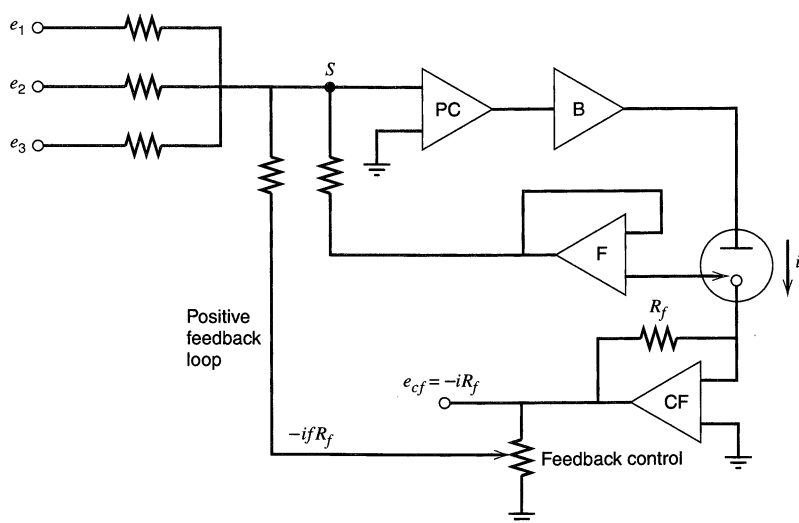 e1
e2
e3
S
PC
B
F
i
Rf
Positive
feedback
loop
ecf = −iRf
CF
−ifRf
Feedback control